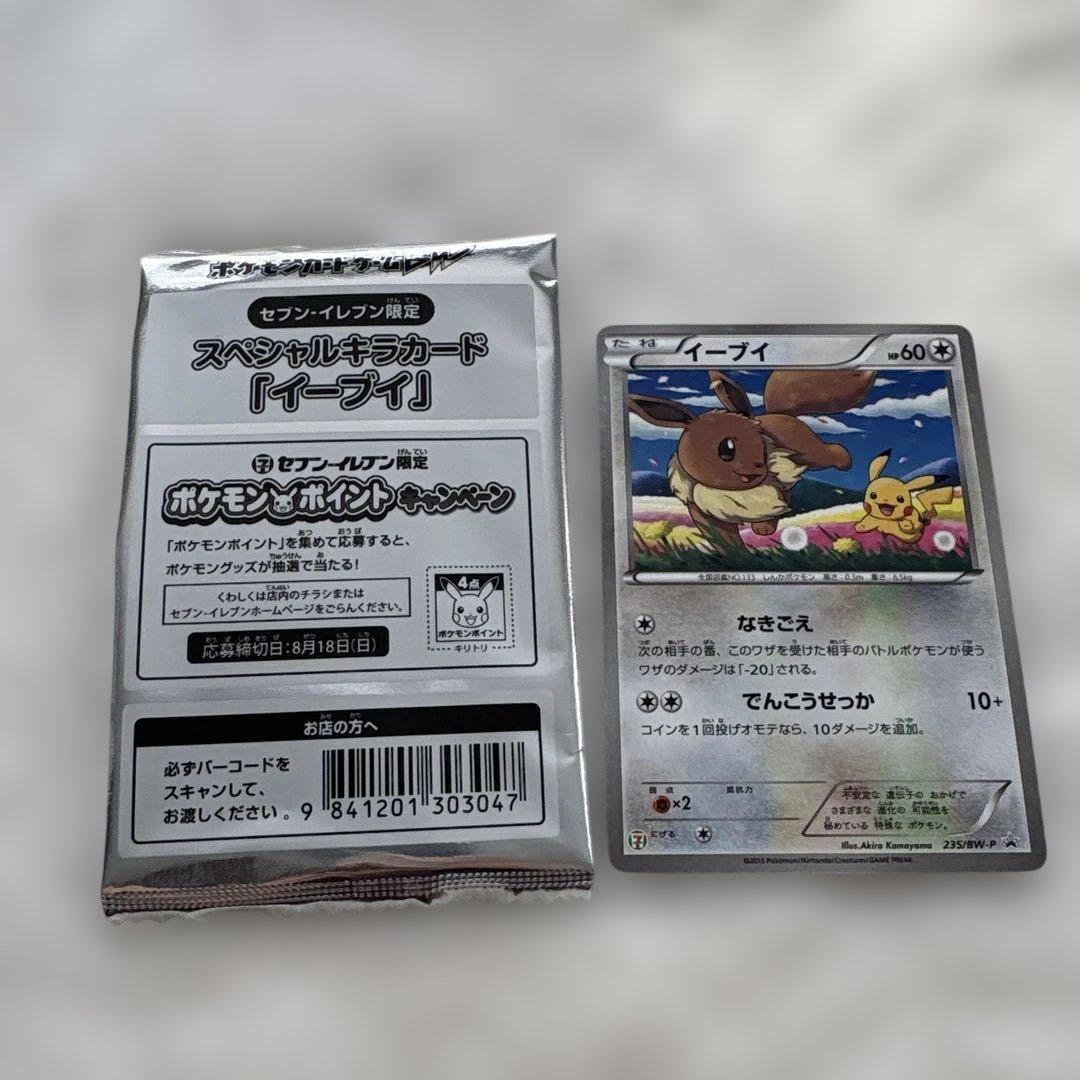 ポケモンカードゲームBW
セブン-イレブン限定
スペシャルキラカード
「イーブイ」
セブン-イレブン限定
ポケモンポイントキャンペーン
「ポケモンポイント」を集めて応募すると、
ポケモングッズが抽選で当たる!
くわしくは店内のチラシまたは
セブン-イレブンホームページをごらんください。
応募締切日:8月18日(日)
4点
ポケモンポイント
キリトリ
お店の方へ
必ずバーコードを
スキャンして、
お渡しください。
9 841201 303047
たね イーブイ HP60
全国図鑑NO.133 しんかポケモン 高さ:0.3m 重さ:6.5kg
なきごえ
次の相手の番、このワザを受けた相手のバトルポケモンが使う
ワザのダメージは「-20」される。
でんこうせっか 10+
コインを1回投げオモテなら、10ダメージを追加。
弱点 抵抗力
×2
にげる
不安定な 遺伝子の おかげで
さまざまな 進化の 可能性を
秘めている 特殊な ポケモン。
Illus.Akira Komayama 235/BW-P
©2013 Pokémon/Nintendo/Creatures/GAME FREAK.